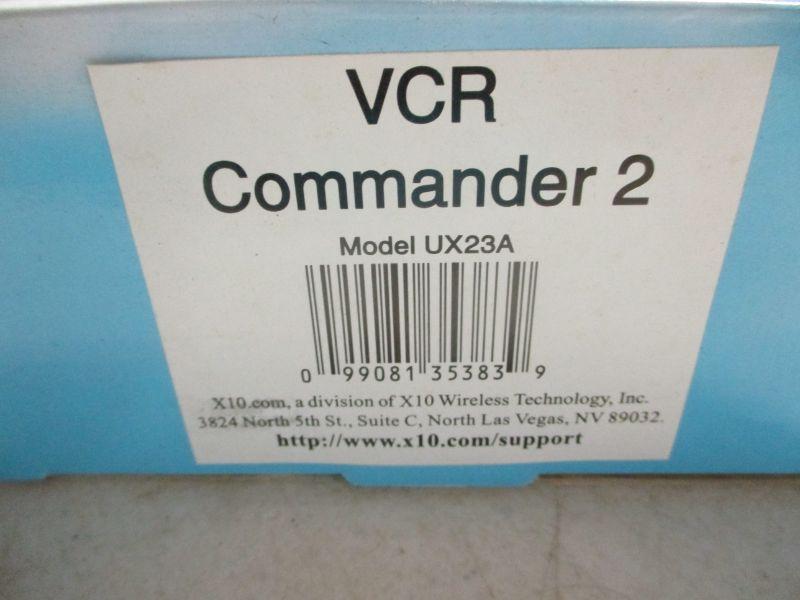 VCR
Commander 2
Model UX23A
0 99081 35383 9
X10.com, a division of X10 Wireless Technology, Inc.
3824 North 5th St., Suite C, North Las Vegas, NV 89032.
http://www.x10.com/support